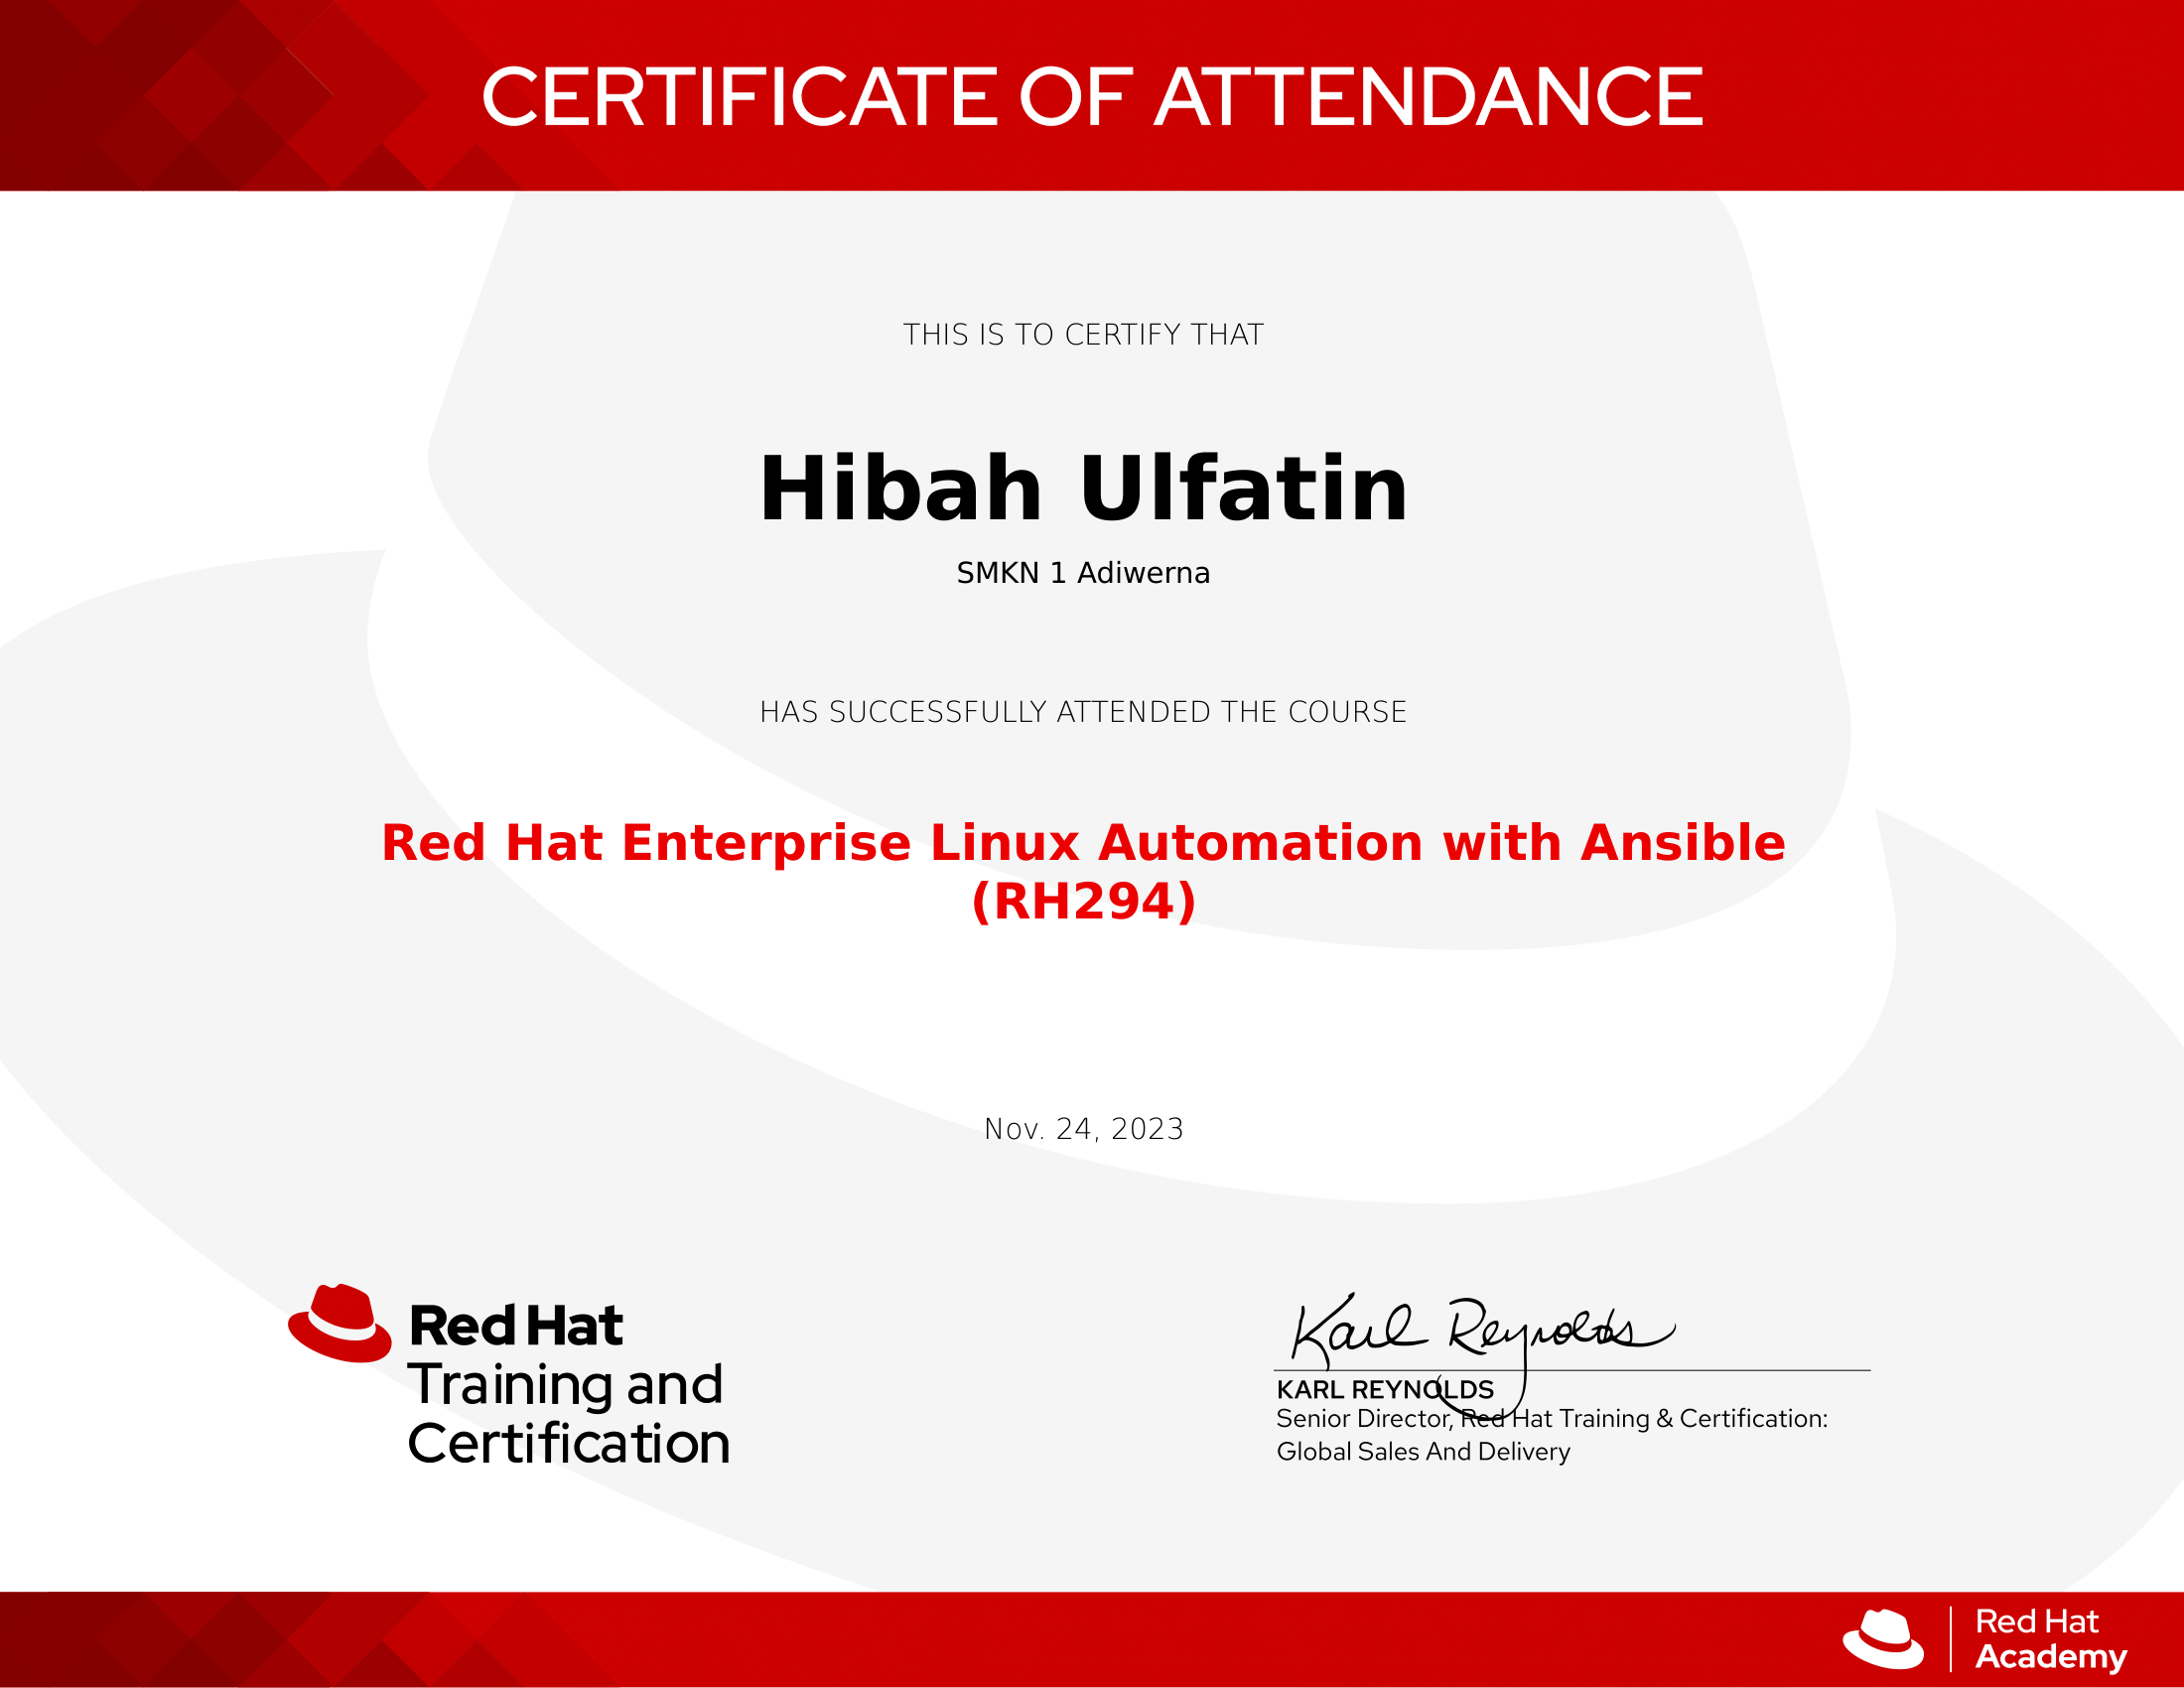 CERTIFICATE OF ATTENDANCE
THIS IS TO CERTIFY THAT
Hibah Ulfatin
SMKN 1 Adiwerna
HAS SUCCESSFULLY ATTENDED THE COURSE
Red Hat Enterprise Linux Automation with Ansible
(RH294)
Nov. 24, 2023
Red Hat
Training and
Certification
Karl Reynolds
KARL REYNOLDS
Senior Director, Red Hat Training & Certification:
Global Sales And Delivery
Red Hat
Academy